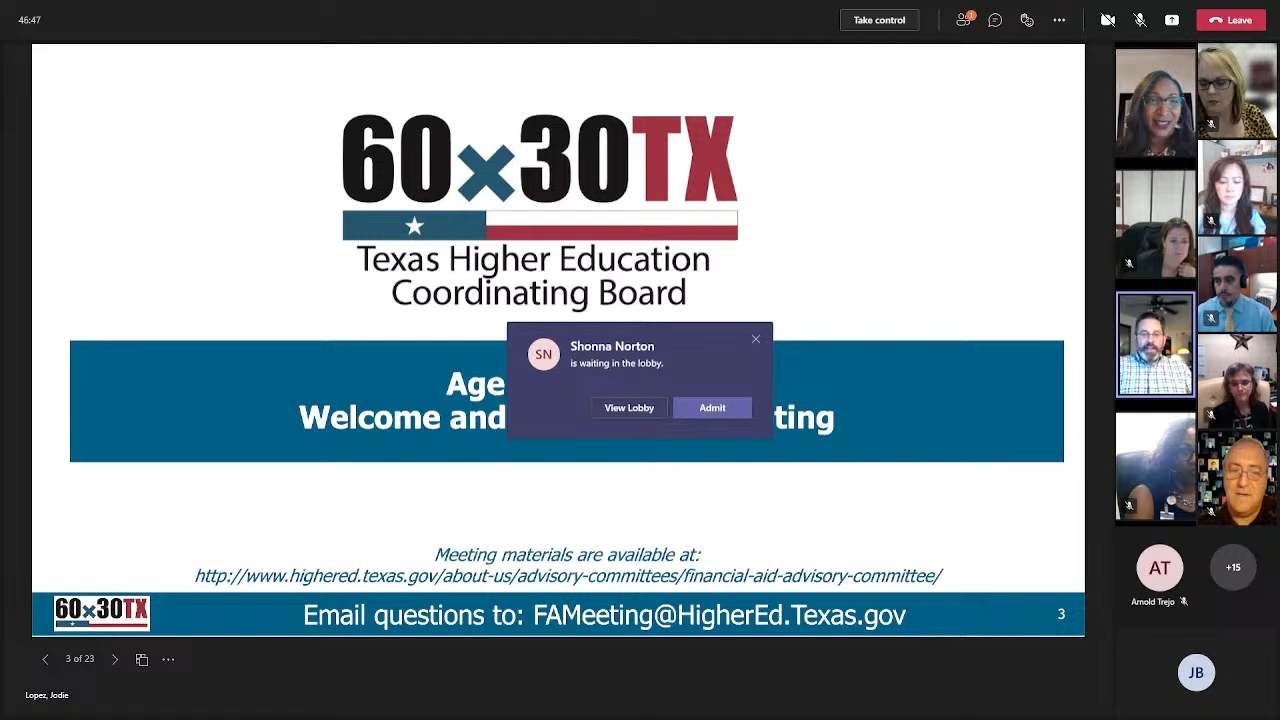 46:47
Take control
1
Leave
60x30TX
Texas Higher Education
Coordinating Board
Age
Welcome and
ting
SN
Shonna Norton
is waiting in the lobby.
View Lobby
Admit
Meeting materials are available at:
http://www.highered.texas.gov/about-us/advisory-committees/financial-aid-advisory-committee/
60x30TX
Email questions to: FAMeeting@HigherEd.Texas.gov
3
AT
+15
Arnold Trejo
3 of 23
JB
Lopez, Jodie